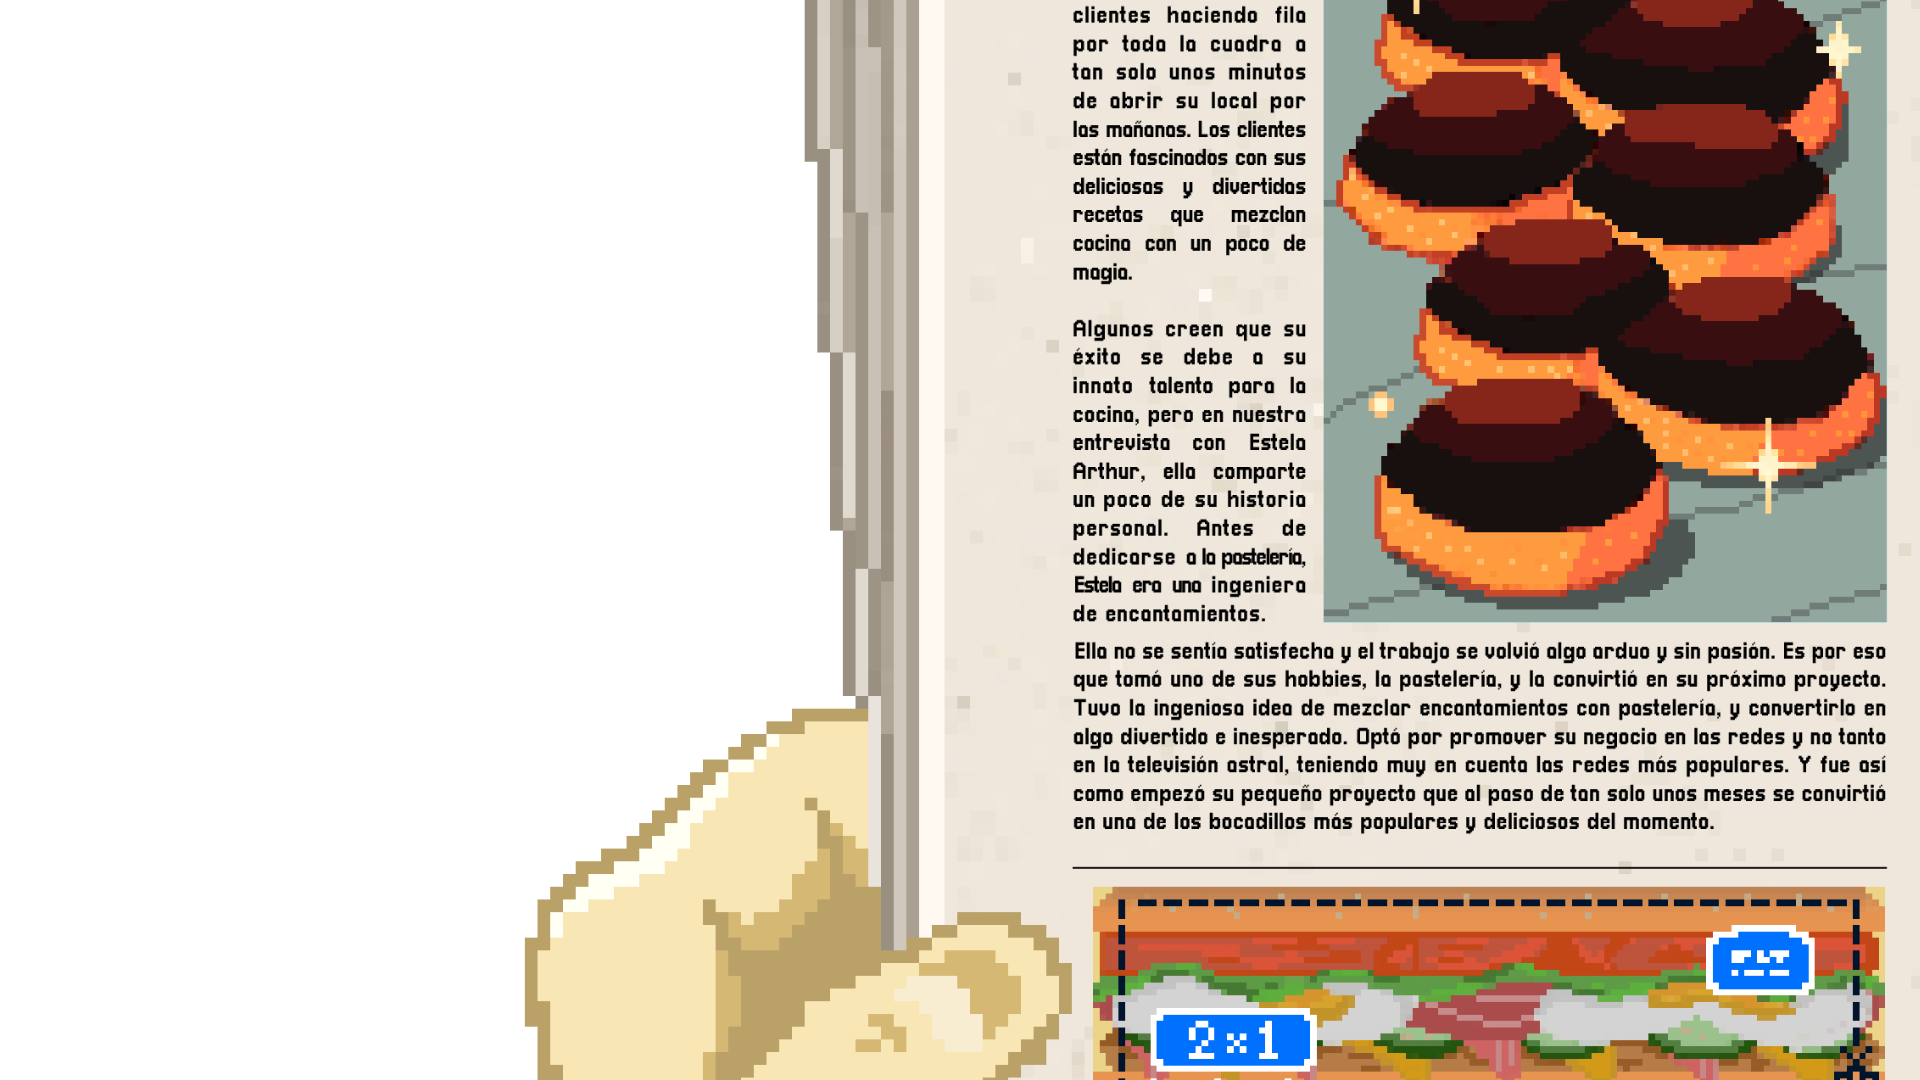 clientes haciendo fila
por toda la cuadra a
tan solo unos minutos
de abrir su local por
las mañanas. Los clientes
están fascinados con sus
deliciosas y divertidas
recetas que mezclan
cocina con un poco de
magia.
Algunos creen que su
éxito se debe a su
innato talento para la
cocina, pero en nuestra
entrevista con Estela
Arthur, ella comparte
un poco de su historia
personal. Antes de
dedicarse a la pastelería,
Estela era una ingeniera
de encantamientos.
Ella no se sentía satisfecha y el trabajo se volvió algo arduo y sin pasión. Es por eso
que tomó uno de sus hobbies, la pastelería, y la convirtió en su próximo proyecto.
Tuvo la ingeniosa idea de mezclar encantamientos con pastelería, y convertirlo en
algo divertido e inesperado. Optó por promover su negocio en las redes y no tanto
en la televisión astral, teniendo muy en cuenta las redes más populares. Y fue así
como empezó su pequeño proyecto que al paso de tan solo unos meses se convirtió
en uno de los bocadillos más populares y deliciosos del momento.
2x1